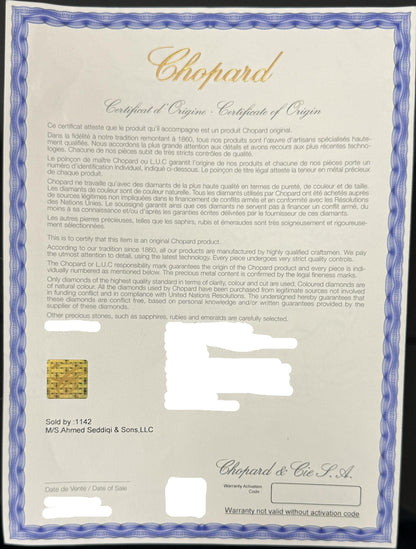 Chopard
Certificat d'Origine - Certificate of Origin
Ce certificat atteste que le produit qu'il accompagne est un produit Chopard original.
Dans la fidélité à notre tradition remontant à 1860, tous nos produits sont l'œuvre d'artisans spécialisés haute-
ment qualifiés. Nous accordons la plus grande attention aux détails et avons recours aux plus récentes techno-
logies. Chacune de nos pièces subit de très stricts contrôles de qualité.
Le poinçon de maître Chopard ou L.U.C garantit l'origine de nos produits et chacune de nos pièces porte un
numéro d'identification individuel, indiqué ci-dessous. Le poinçon de titre légal atteste la teneur en métal précieux
de chaque produit.
Chopard ne travaille qu'avec des diamants de la plus haute qualité en termes de pureté, de couleur et de taille.
Les diamants de couleur sont de couleur naturelle. Tous les diamants utilisés par Chopard ont été achetés auprès
de sources légitimes non impliquées dans le financement de conflits armés et en conformité avec les Résolutions
des Nations Unies. Le soussigné garantit ainsi que ces diamants ne servent pas à financer un conflit armé, du
moins à sa connaissance et/ou d'après les garanties écrites délivrées par le fournisseur de ces diamants.
Les autres pierres précieuses, telles que les saphirs, rubis et émeraudes sont très soigneusement et rigoureuse-
ment sélectionnées.
This is to certify that this item is an original Chopard product.
According to our tradition since 1860, all our products are manufactured by highly qualified craftsmen. We pay
the utmost attention to detail, using the latest technology. Every piece undergoes very strict quality controls.
The Chopard or L.U.C responsibility mark guarantees the origin of the Chopard product and every piece is indi-
vidually numbered as mentioned below. The precious metal content is confirmed by the legal fineness marks.
Only diamonds of the highest quality standard in terms of clarity, colour and cut are used. Coloured diamonds are
of natural colour. All the diamonds used by Chopard have been purchased from legitimate sources not involved
in funding conflict and in compliance with United Nations Resolutions. The undersigned hereby guarantees that
these diamonds are conflict free, based on personal knowledge and/or written guarantees provided by the
supplier of these diamonds.
Other precious stones, such as sapphires, rubies and emeralds are carefully selected.
Sold by :1142
M/S.Ahmed Seddiqi & Sons,LLC
Chopard & Cie S.A.
Date de Vente / Date of Sale
Warranty Activation
Code
Warranty not valid without activation code